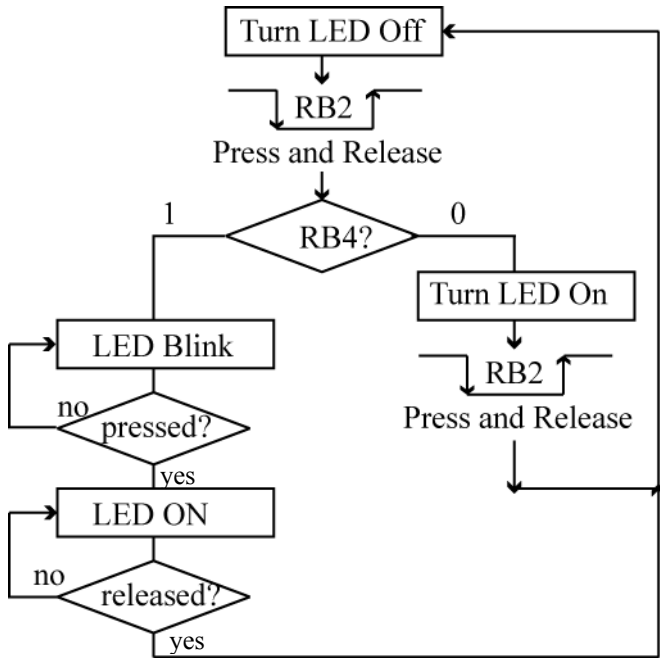 Turn LED Off
RB2
Press and Release
1
0
RB4?
Turn LED On
LED Blink
RB2
no
pressed?
Press and Release
yes
LED ON
no
released?
yes